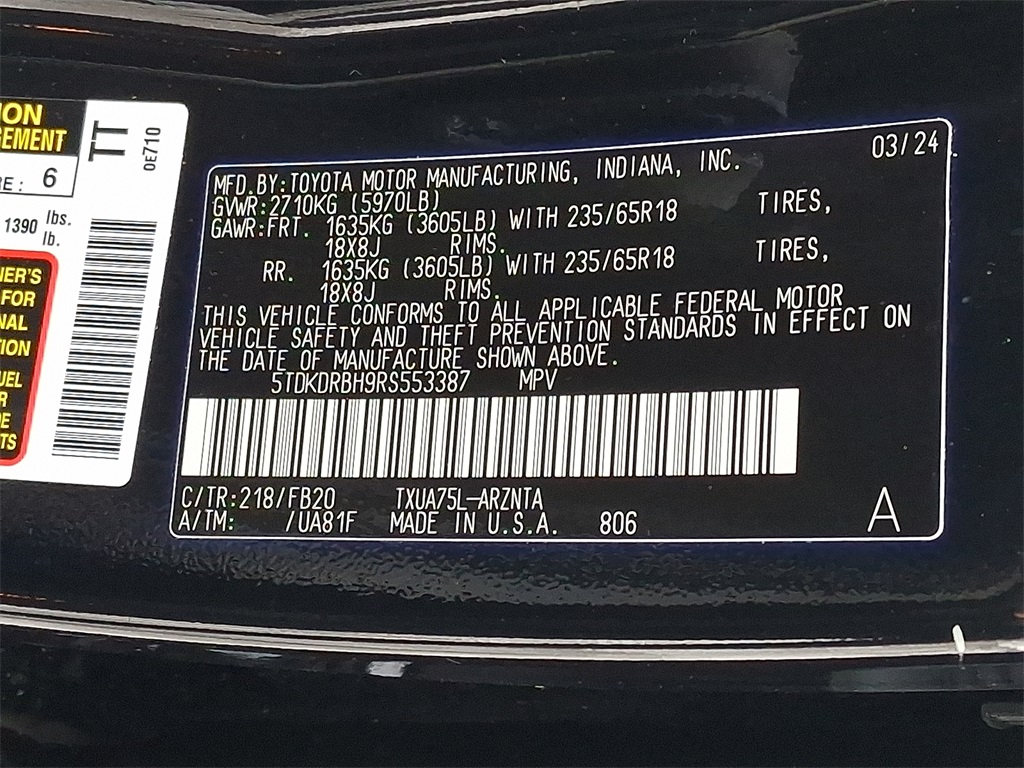 ION
GEMENT
RE: 6
1390 lbs.
lb.
NER'S
FOR
NAL
TION
UEL
R
DE
TS
TT
0E710
03/24
MFD.BY:TOYOTA MOTOR MANUFACTURING, INDIANA, INC.
GVWR:2710KG (5970LB)
GAWR:FRT. 1635KG (3605LB) WITH 235/65R18 TIRES,
18X8J RIMS.
RR. 1635KG (3605LB) WITH 235/65R18 TIRES,
18X8J RIMS.
THIS VEHICLE CONFORMS TO ALL APPLICABLE FEDERAL MOTOR
VEHICLE SAFETY AND THEFT PREVENTION STANDARDS IN EFFECT ON
THE DATE OF MANUFACTURE SHOWN ABOVE.
5TDKDRBH9RS553387 MPV
C/TR:218/FB20 TXUA75L-ARZNTA
A/TM: /UA81F MADE IN U.S.A. 806
A